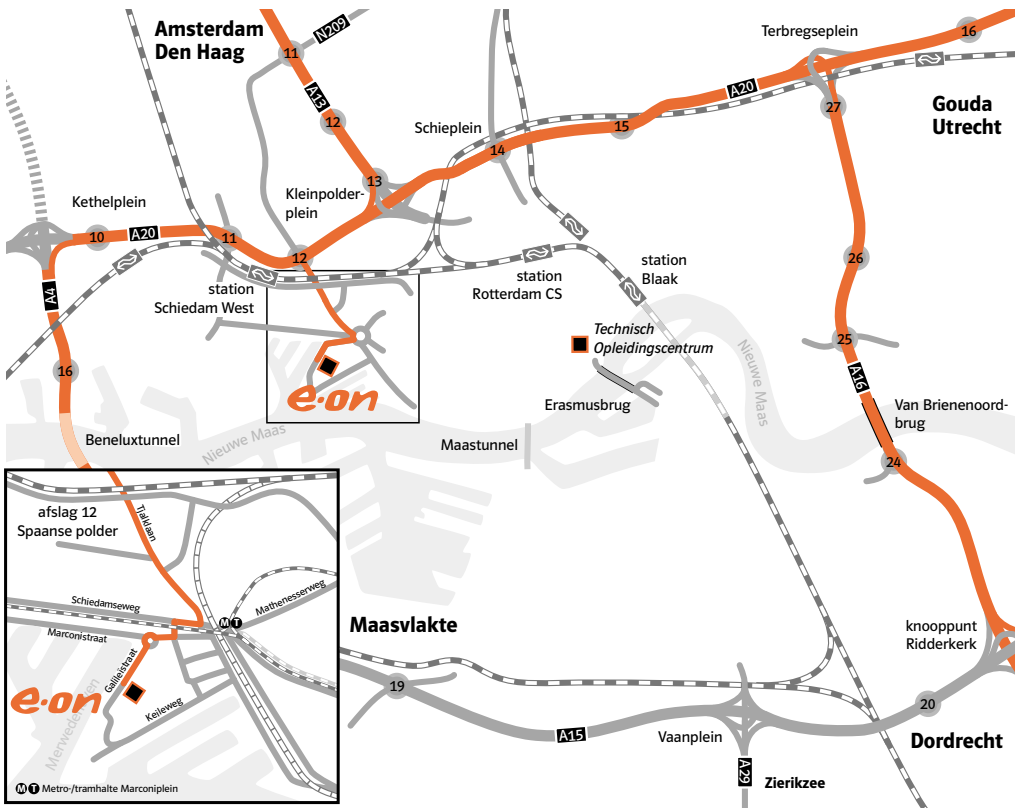 Amsterdam
Den Haag
N209
11
A13
12
13
Schieplein
14
15
A20
Terbregseplein
16
27
Gouda
Utrecht
Kethelplein
10
A20
11
Kleinpolder-
plein
12
A4
16
station
Schiedam West
station
Rotterdam CS
station
Blaak
26
25
A16
Technisch
Opleidingscentrum
Nieuwe Maas
e·on
Erasmusbrug
Van Brienenoord-
brug
24
Beneluxtunnel
Nieuwe Maas
Maastunnel
afslag 12
Spaanse polder
Tjalklaan
Schiedamseweg
Mathenesserweg
M T
Marconistraat
Galileistraat
e·on
Keileweg
M T Metro-/tramhalte Marconiplein
Maasvlakte
19
A15
Vaanplein
A29
Zierikzee
knooppunt
Ridderkerk
20
Dordrecht